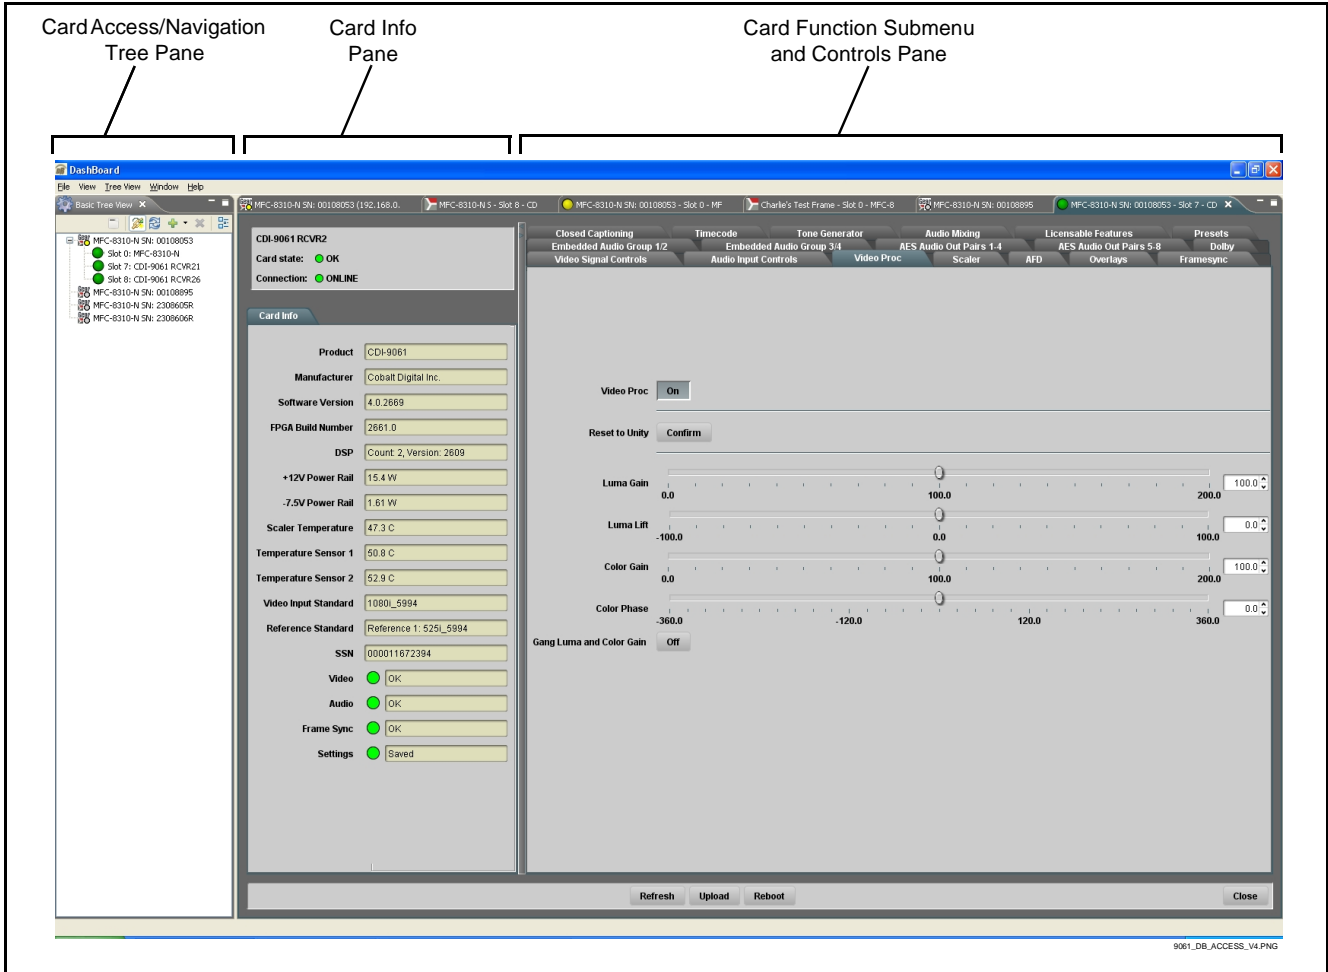 Card Access/Navigation
Tree Pane
Card Info
Pane
Card Function Submenu
and Controls Pane
DashBoard
File View Tree View Window Help
Basic Tree View
MFC-8310-N SN: 00108053 (192.168.0.
MFC-8310-N S - Slot 8 - CD
MFC-8310-N SN: 00108053 - Slot 0 - MF
Charlie's Test Frame - Slot 0 - MFC-8
MFC-8310-N SN: 00108895
MFC-8310-N SN: 00108053 - Slot 7 - CD
MFC-8310-N SN: 00108053
Slot 0: MFC-8310-N
Slot 7: CDI-9061 RCVR21
Slot 8: CDI-9061 RCVR26
MFC-8310-N SN: 00108895
MFC-8310-N SN: 2308605R
MFC-8310-N SN: 2308606R
CDI-9061 RCVR2
Card state: OK
Connection: ONLINE
Card Info
Product CDI-9061
Manufacturer Cobalt Digital Inc.
Software Version 4.0.2669
FPGA Build Number 2661.0
DSP Count: 2, Version: 2609
+12V Power Rail 15.4 W
-7.5V Power Rail 1.61 W
Scaler Temperature 47.3 C
Temperature Sensor 1 50.8 C
Temperature Sensor 2 52.9 C
Video Input Standard 1080i_5994
Reference Standard Reference 1: 525i_5994
SSN 000011672394
Video OK
Audio OK
Frame Sync OK
Settings Saved
Closed Captioning Timecode Tone Generator Audio Mixing Licensable Features Presets
Embedded Audio Group 1/2 Embedded Audio Group 3/4 AES Audio Out Pairs 1-4 AES Audio Out Pairs 5-8 Dolby
Video Signal Controls Audio Input Controls Video Proc Scaler AFD Overlays Framesync
Video Proc On
Reset to Unity Confirm
Luma Gain 100.0
0.0 100.0 200.0
Luma Lift 0.0
-100.0 0.0 100.0
Color Gain 100.0
0.0 100.0 200.0
Color Phase 0.0
-360.0 -120.0 120.0 360.0
Gang Luma and Color Gain Off
Refresh Upload Reboot Close
9061_DB_ACCESS_V4.PNG